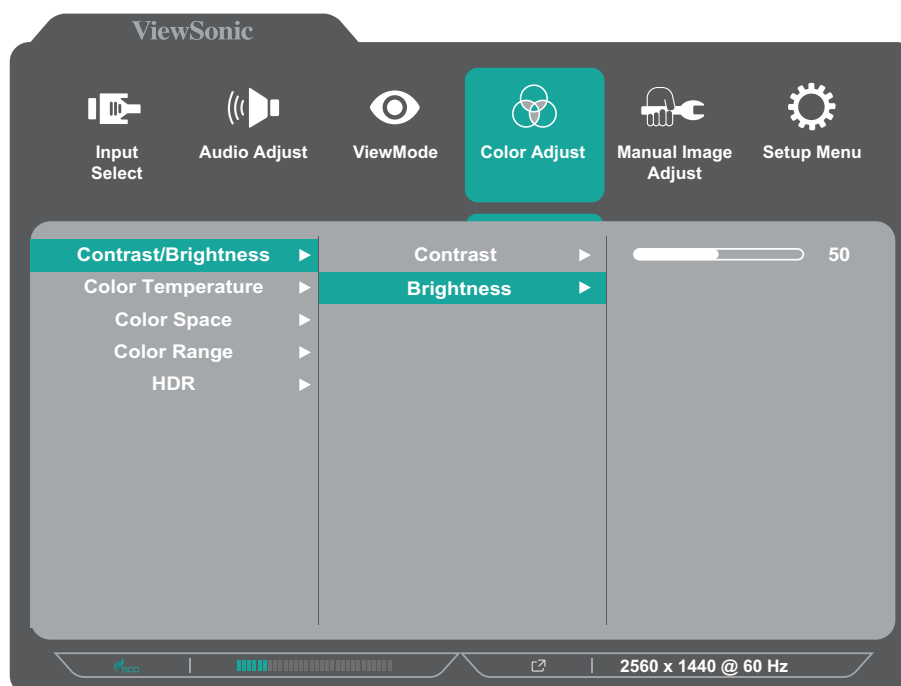 ViewSonic
Input Select
Audio Adjust
ViewMode
Color Adjust
Manual Image Adjust
Setup Menu
Contrast/Brightness
Color Temperature
Color Space
Color Range
HDR
Contrast
Brightness
50
ECO
2560 x 1440 @ 60 Hz